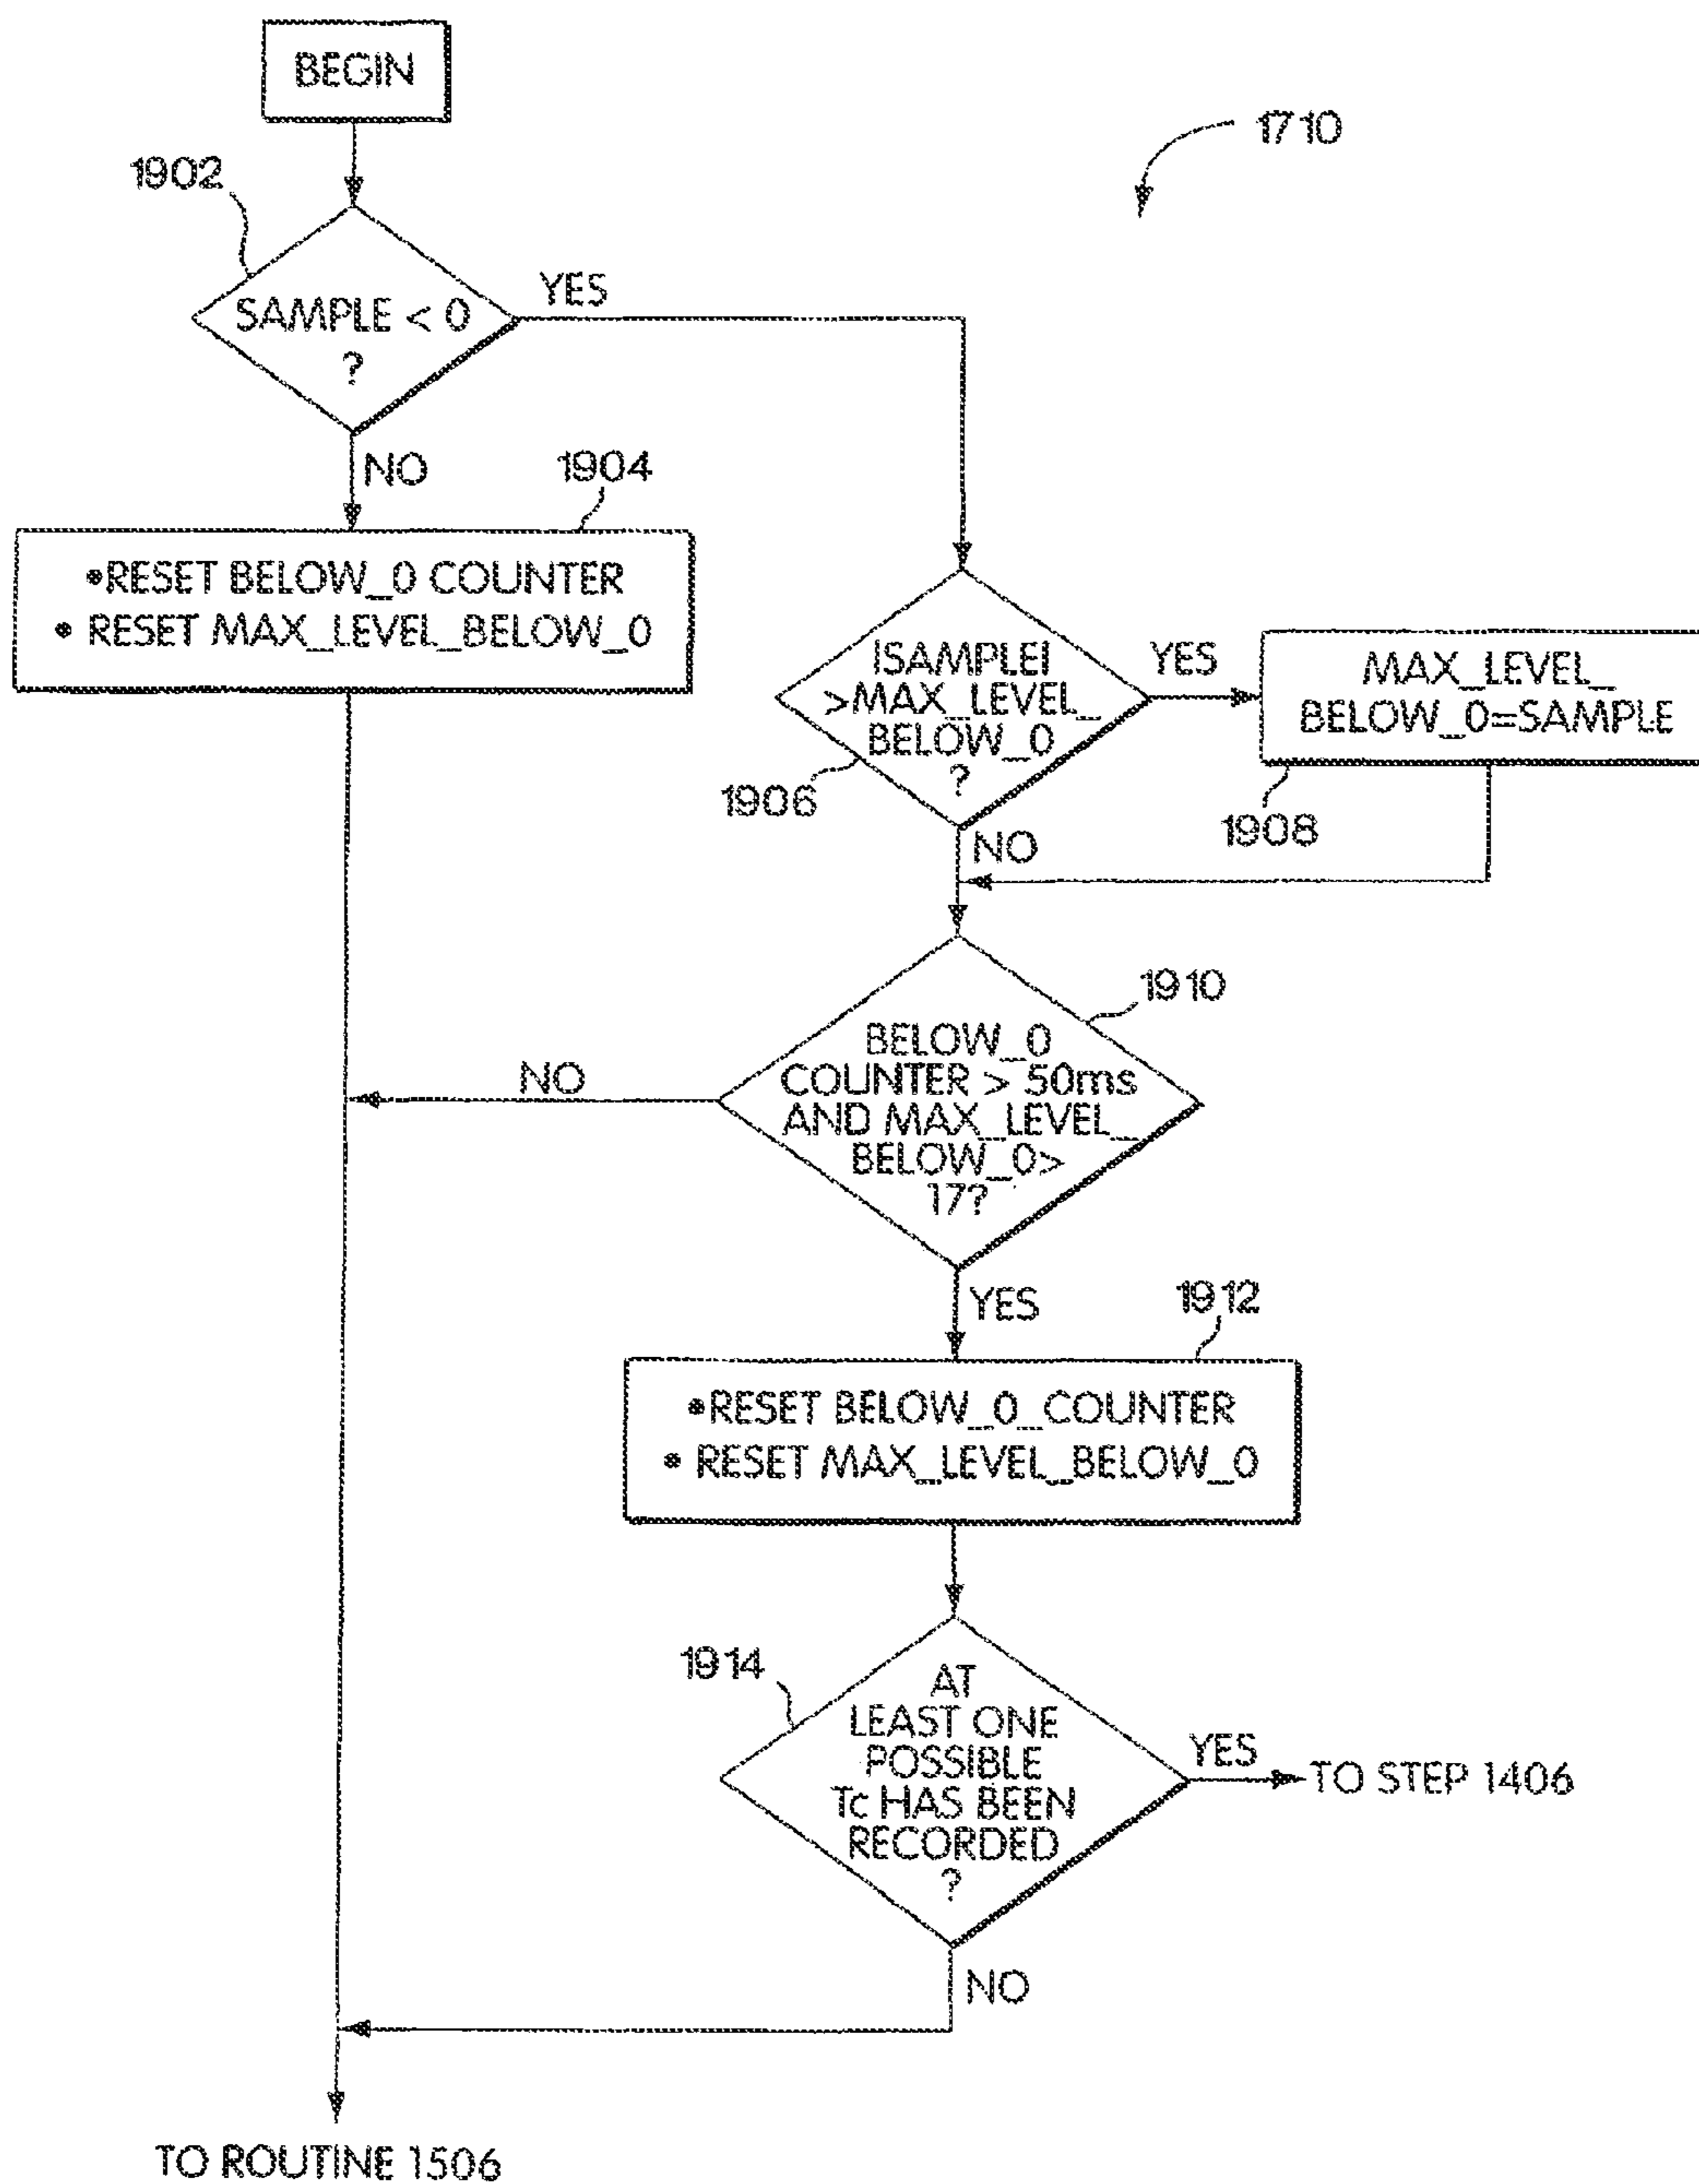 BEGIN
1710
1902
SAMPLE < 0
?
YES
NO
1904
•RESET BELOW_0 COUNTER
• RESET MAX_LEVEL_BELOW_0
|SAMPLE|
>MAX_LEVEL_
BELOW_0
?
YES
MAX_LEVEL_
BELOW_0=SAMPLE
1906
1908
NO
1910
BELOW_0
COUNTER > 50ms
AND MAX_LEVEL_
BELOW_0>
17?
NO
YES
1912
•RESET BELOW_0_COUNTER
• RESET MAX_LEVEL_BELOW_0
1914
AT
LEAST ONE
POSSIBLE
Tc HAS BEEN
RECORDED
?
YES
TO STEP 1406
NO
TO ROUTINE 1506